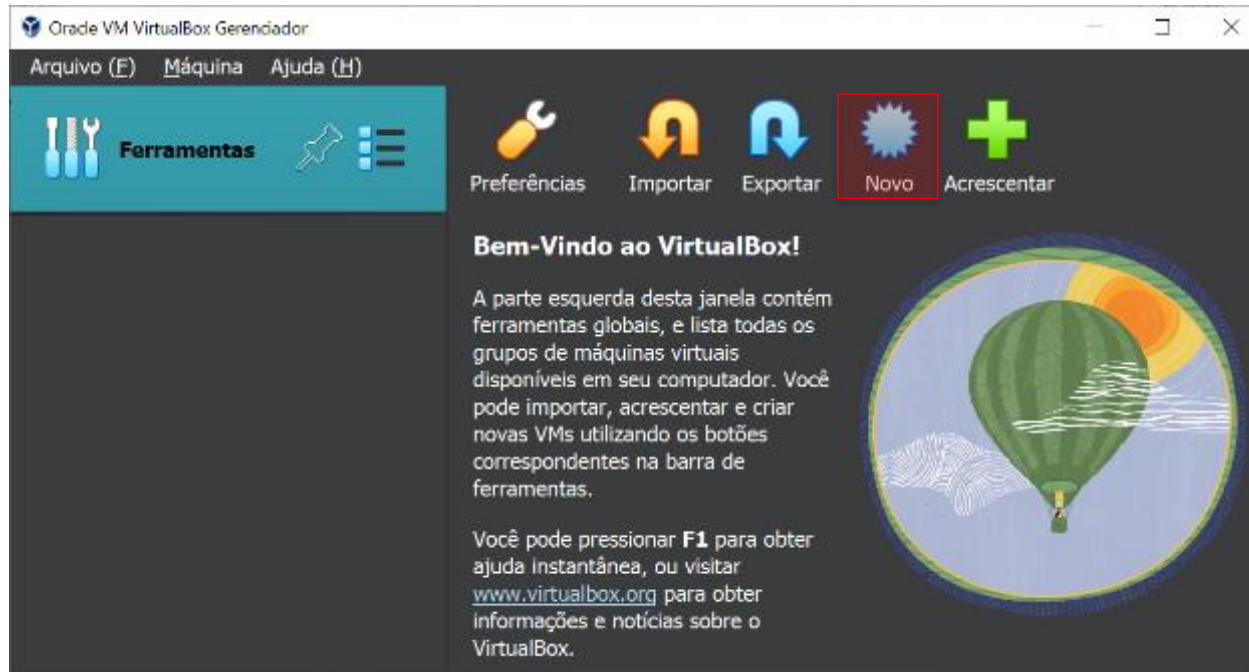 Oracle VM VirtualBox Gerenciador
Arquivo (F) Máquina Ajuda (H)
Ferramentas
Preferências Importar Exportar Novo Acrescentar
Bem-Vindo ao VirtualBox!
A parte esquerda desta janela contém
ferramentas globais, e lista todas os
grupos de máquinas virtuais
disponíveis em seu computador. Você
pode importar, acrescentar e criar
novas VMs utilizando os botões
correspondentes na barra de
ferramentas.
Você pode pressionar F1 para obter
ajuda instantânea, ou visitar
www.virtualbox.org para obter
informações e notícias sobre o
VirtualBox.